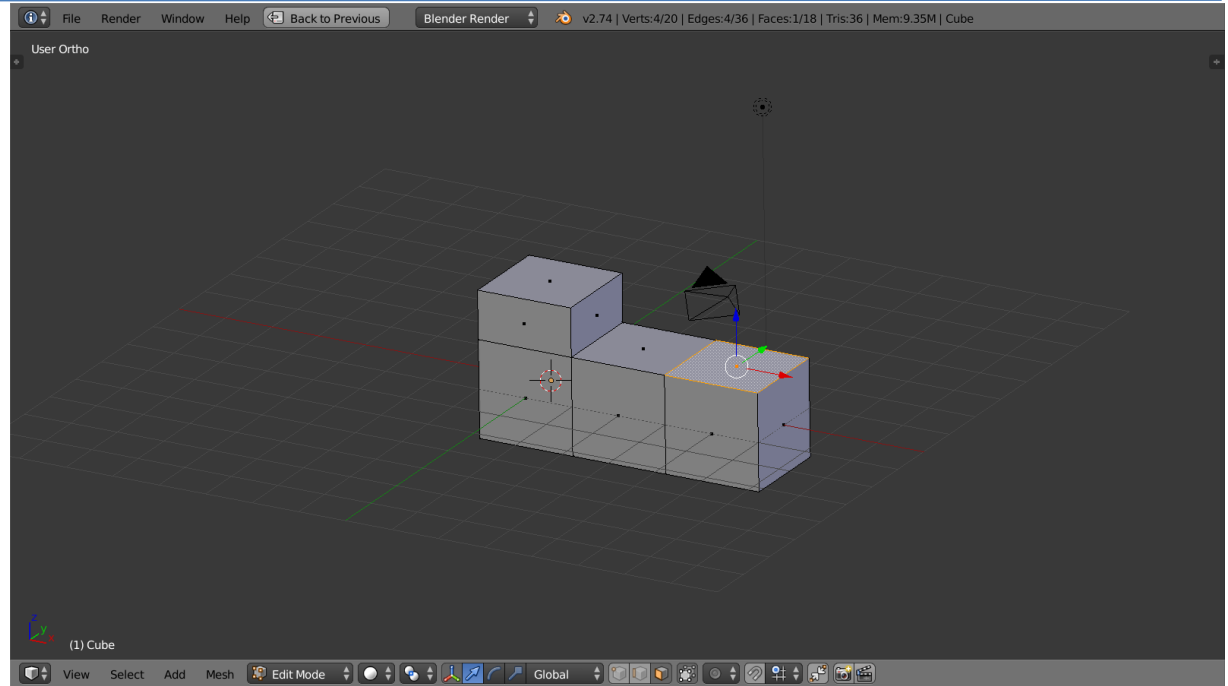 File Render Window Help Back to Previous Blender Render v2.74 | Verts:4/20 | Edges:4/36 | Faces:1/18 | Tris:36 | Mem:9.35M | Cube
User Ortho
z
y
x
(1) Cube
View Select Add Mesh Edit Mode Global